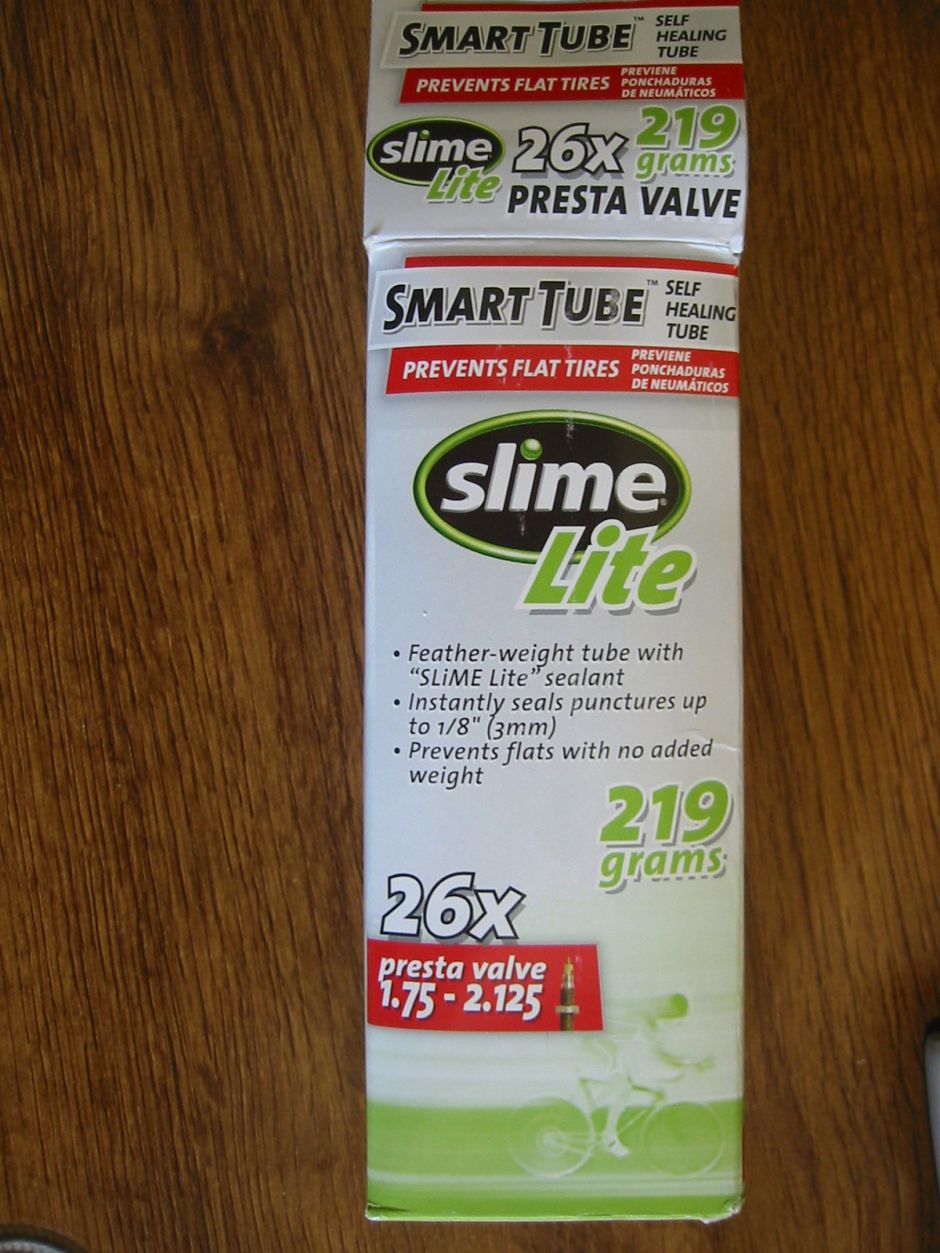 SMART TUBE™ SELF HEALING TUBE
PREVENTS FLAT TIRES PREVIENE PONCHADURAS DE NEUMÁTICOS
slime Lite 26x 219 grams
PRESTA VALVE
SMART TUBE™ SELF HEALING TUBE
PREVENTS FLAT TIRES PREVIENE PONCHADURAS DE NEUMÁTICOS
slime®
Lite
• Feather-weight tube with
“SLiME Lite” sealant
• Instantly seals punctures up
to 1/8" (3mm)
• Prevents flats with no added
weight
219
grams
26x
presta valve
1.75 - 2.125